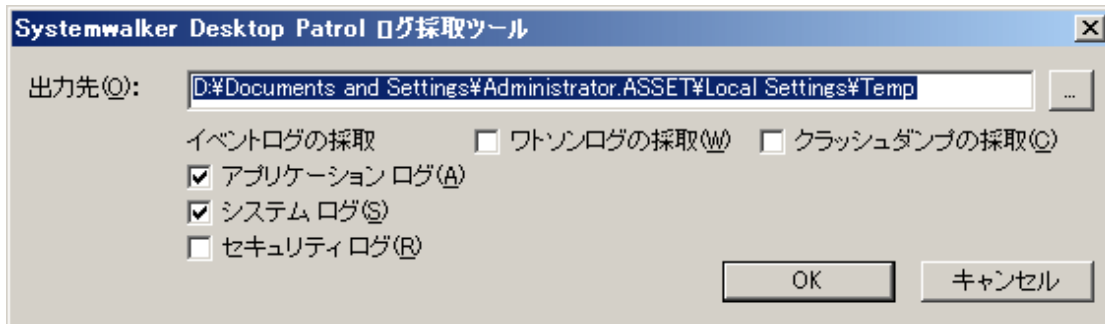 Systemwalker Desktop Patrol ログ採取ツール
出力先(O): D:¥Documents and Settings¥Administrator.ASSET¥Local Settings¥Temp ...
イベントログの採取 ワトソンログの採取(W) クラッシュダンプの採取(C)
アプリケーション ログ(A)
システム ログ(S)
セキュリティ ログ(R)
OK キャンセル